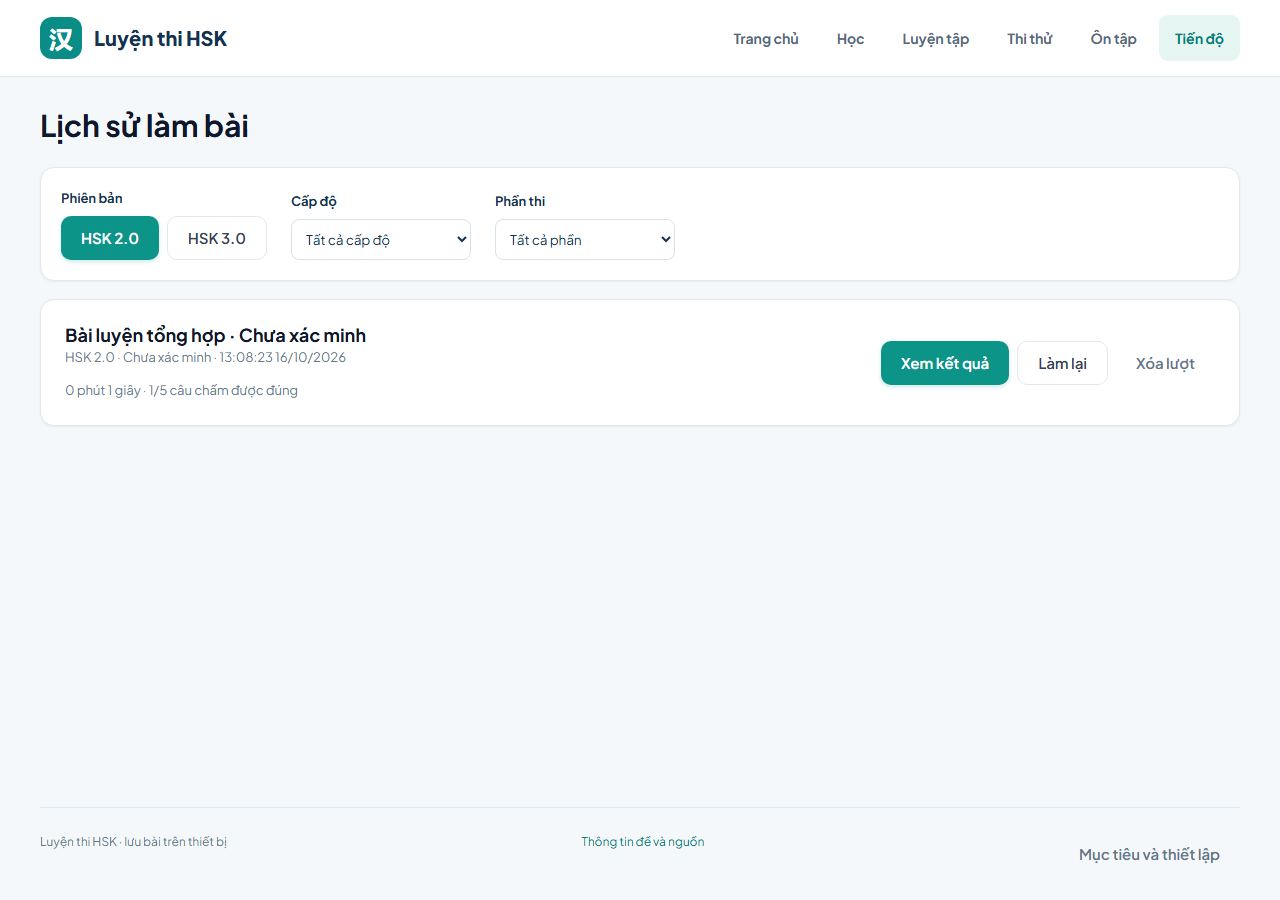 汉 Luyện thi HSK
Trang chủ Học Luyện tập Thi thử Ôn tập Tiến độ
Lịch sử làm bài
Phiên bản Cấp độ Phần thi
HSK 2.0 HSK 3.0 Tất cả cấp độ Tất cả phần
Bài luyện tổng hợp · Chưa xác minh
HSK 2.0 · Chưa xác minh · 13:08:23 16/10/2026
0 phút 1 giây · 1/5 câu chấm được đúng
Xem kết quả Làm lại Xóa lượt
Luyện thi HSK · lưu bài trên thiết bị Thông tin đề và nguồn Mục tiêu và thiết lập